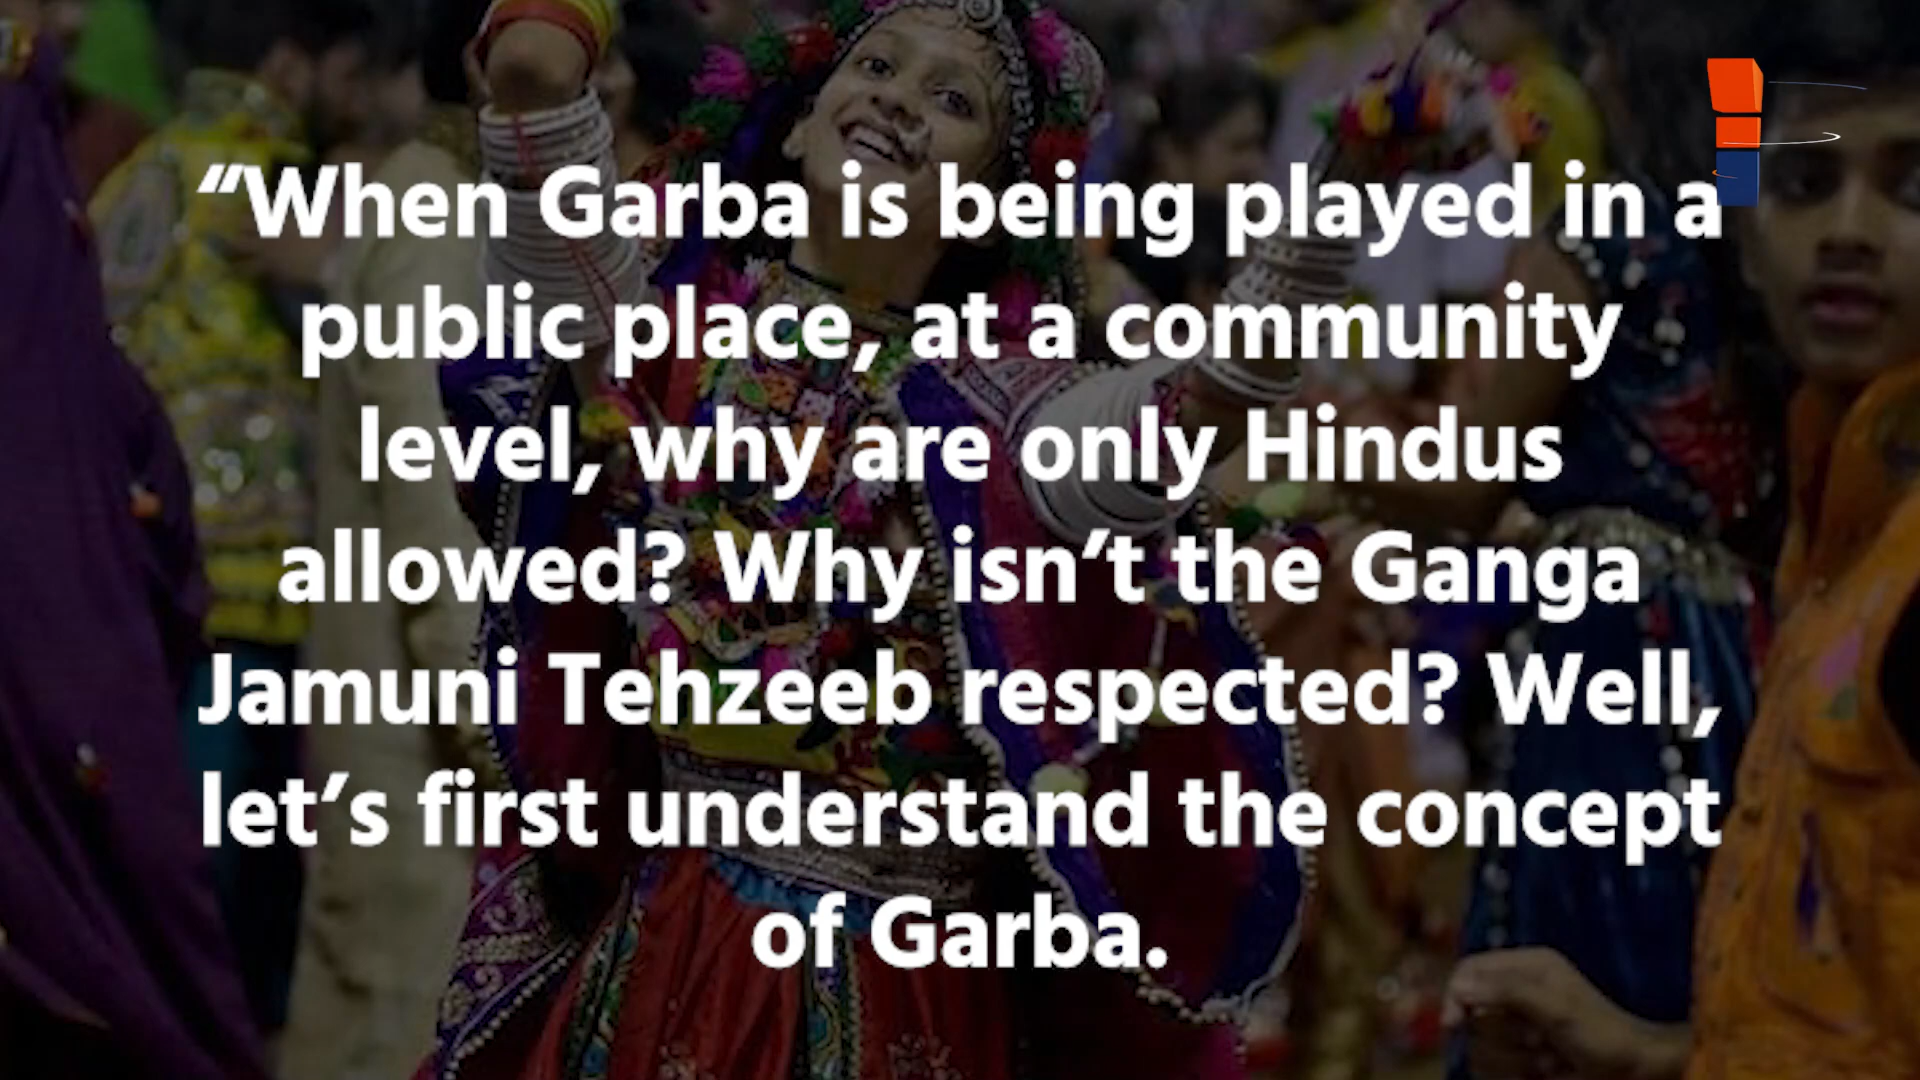 “When Garba is being played in a
public place, at a community
level, why are only Hindus
allowed? Why isn’t the Ganga
Jamuni Tehzeeb respected? Well,
let’s first understand the concept
of Garba.